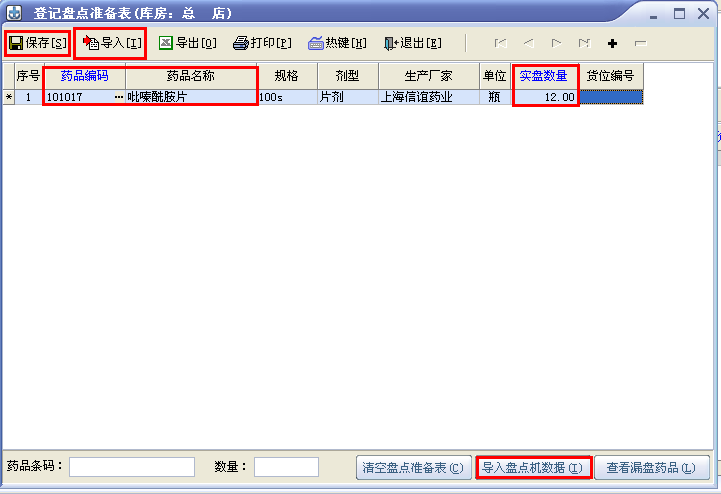 登记盘点准备表(库房: 总 店)
保存[S] 导入[I] 导出[O] 打印[P] 热键[H] 退出[E]
序号 药品编码 药品名称 规格 剂型 生产厂家 单位 实盘数量 货位编号
* 1 101017 ... 吡嗪酰胺片 100s 片剂 上海信谊药业 瓶 12.00
药品条码: 数量: 清空盘点准备表(C) 导入盘点机数据(I) 查看漏盘药品(L)